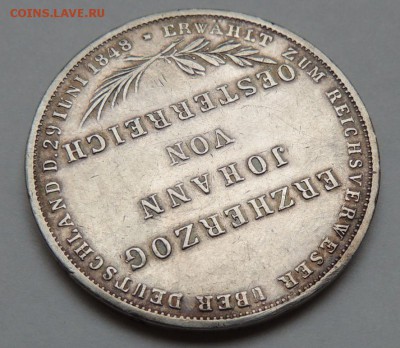 COINS.LAVE.RU
ERWÄHLT ZUM REICHSVERWESER ÜBER DEUTSCHLAND D. 29 IUNI 1848 *
ERZHERZOG
JOHANN
VON
OESTERREICH